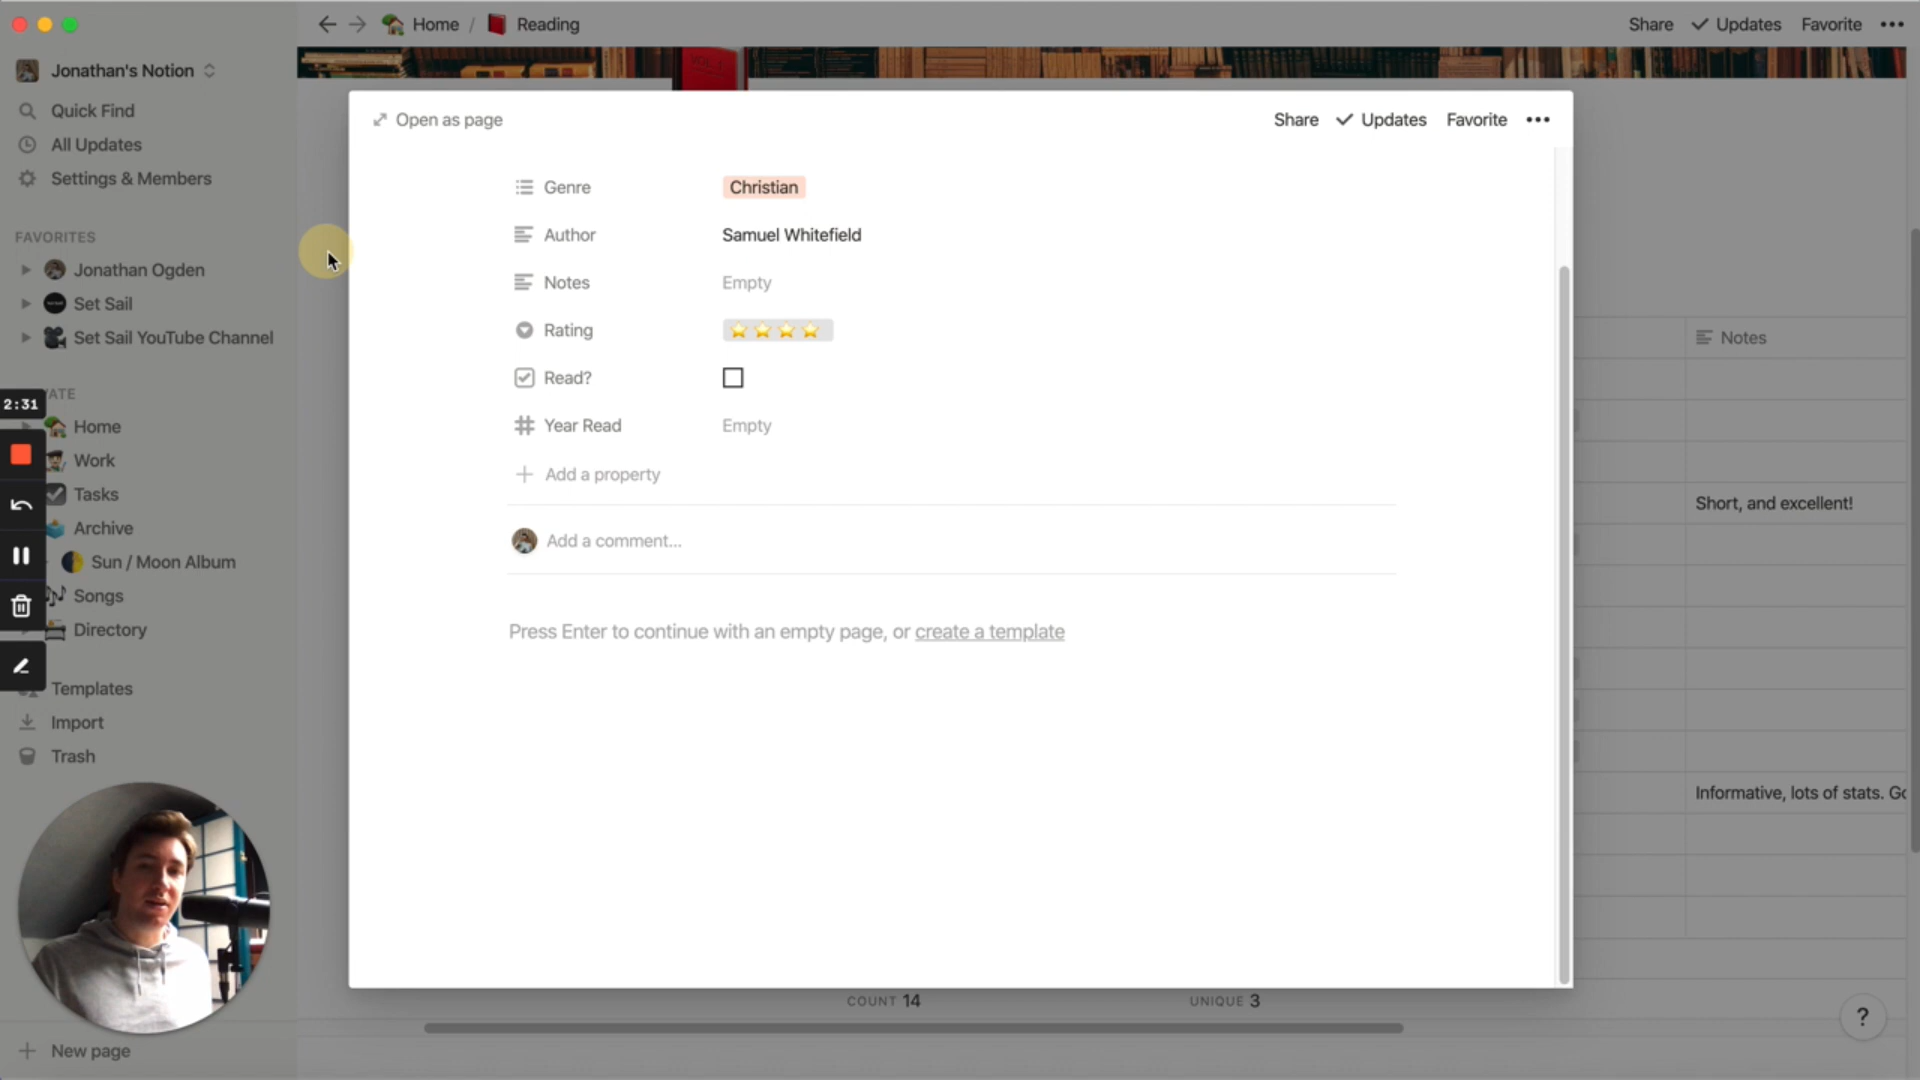 Home / Reading
Share Updates Favorite
Jonathan's Notion
Quick Find
All Updates
Settings & Members
FAVORITES
Jonathan Ogden
Set Sail
Set Sail YouTube Channel
ATE
2:31
Home
Work
Tasks
Archive
Sun / Moon Album
Songs
Directory
Templates
Import
Trash
New page
VOL. 1
Open as page
Share Updates Favorite
Genre Christian
Author Samuel Whitefield
Notes Empty
Rating
Read?
Year Read Empty
Add a property
Add a comment...
Press Enter to continue with an empty page, or create a template
Notes
Short, and excellent!
Informative, lots of stats. Go
COUNT 14 UNIQUE 3
?